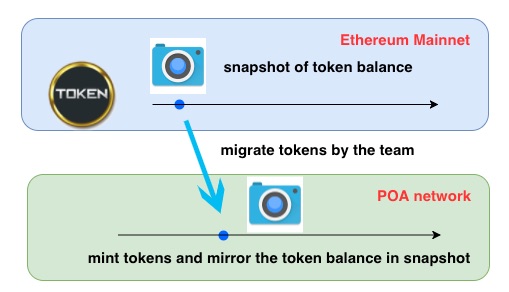 Ethereum Mainnet
snapshot of token balance
TOKEN
migrate tokens by the team
POA network
mint tokens and mirror the token balance in snapshot